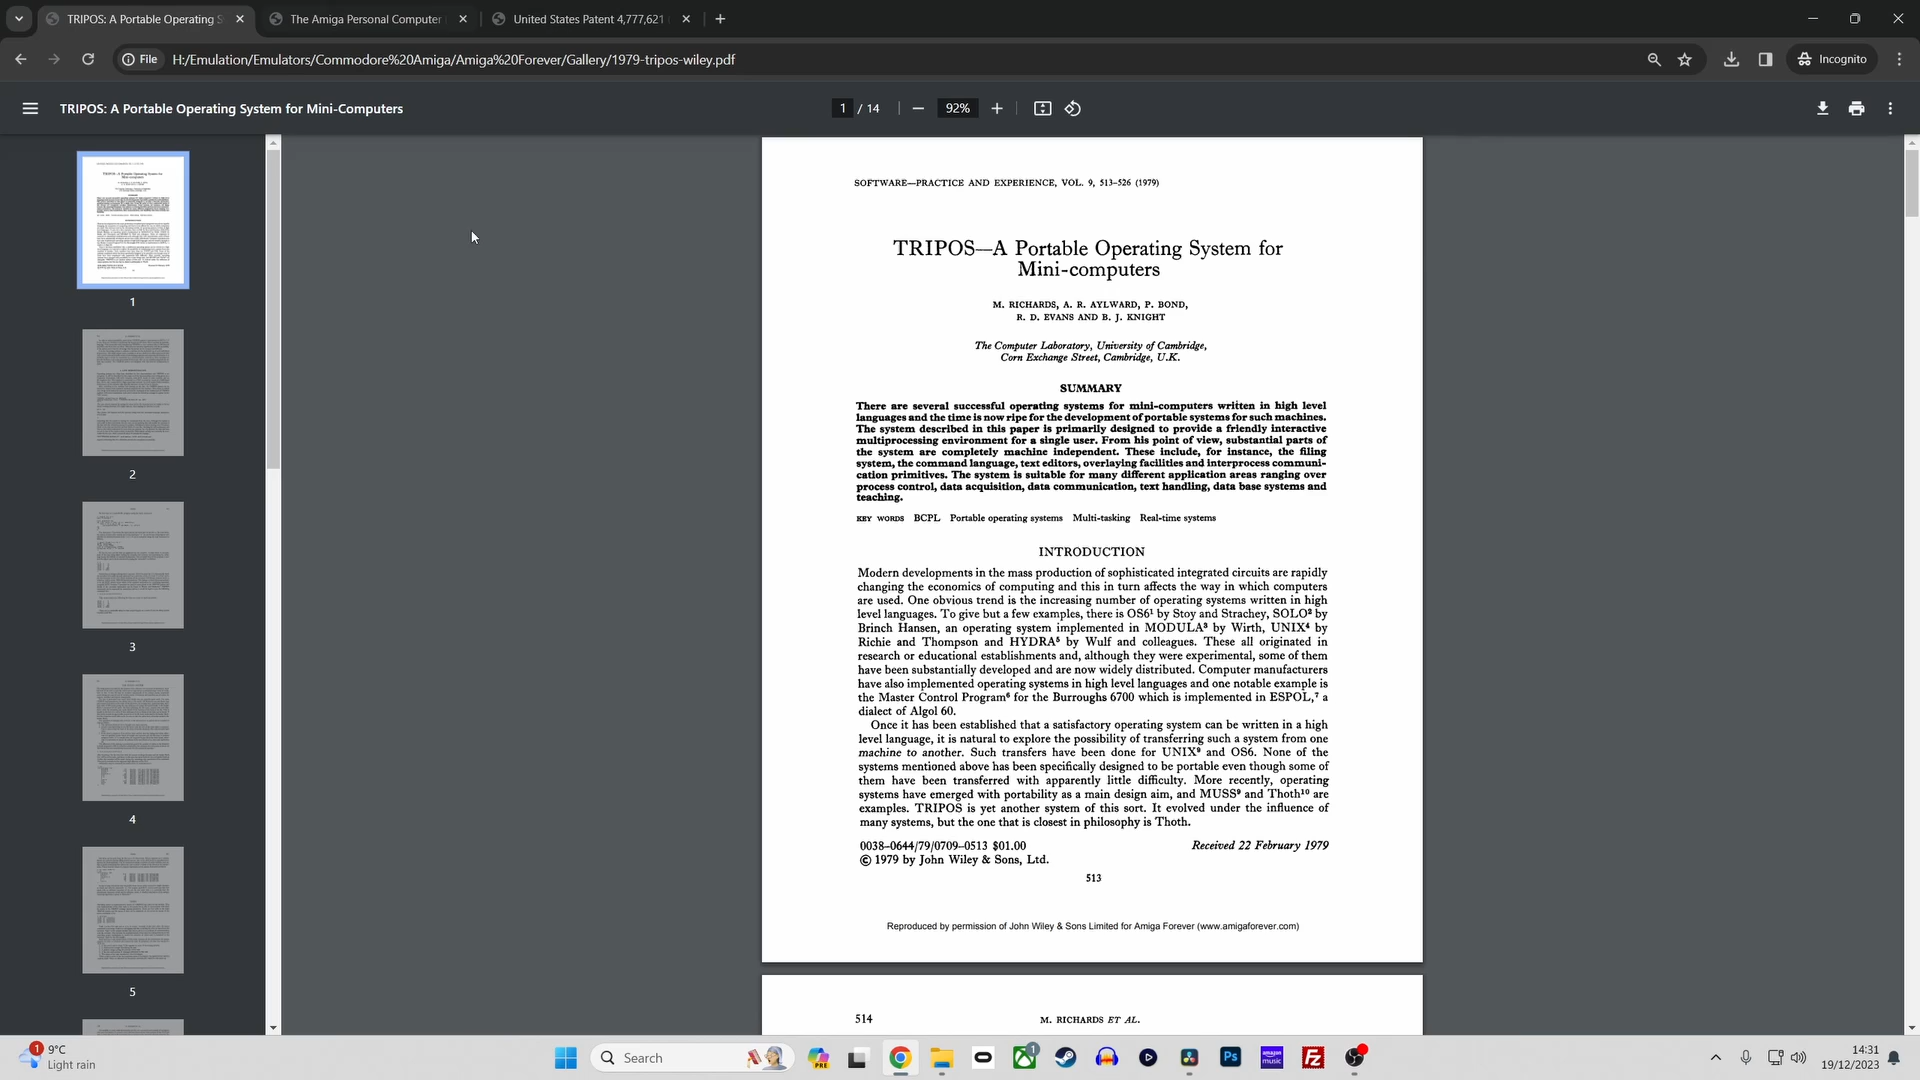 TRIPOS: A Portable Operating S
The Amiga Personal Computer
United States Patent 4,777,621
File
H:/Emulation/Emulators/Commodore%20Amiga/Amiga%20Forever/Gallery/1979-tripos-wiley.pdf
Incognito
TRIPOS: A Portable Operating System for Mini-Computers
1 / 14
92%
1
2
3
4
5
SOFTWARE—PRACTICE AND EXPERIENCE, VOL. 9, 513–526 (1979)
TRIPOS—A Portable Operating System for
Mini-computers
M. RICHARDS, A. R. AYLWARD, P. BOND,
R. D. EVANS AND B. J. KNIGHT
The Computer Laboratory, University of Cambridge,
Corn Exchange Street, Cambridge, U.K.
SUMMARY
There are several successful operating systems for mini-computers written in high level
languages and the time is now ripe for the development of portable systems for such machines.
The system described in this paper is primarily designed to provide a friendly interactive
multiprocessing environment for a single user. From his point of view, substantial parts of
the system are completely machine independent. These include, for instance, the filing
system, the command language, text editors, overlaying facilities and interprocess communi-
cation primitives. The system is suitable for many different application areas ranging over
process control, data acquisition, data communication, text handling, data base systems and
teaching.
KEY WORDS BCPL Portable operating systems Multi-tasking Real-time systems
INTRODUCTION
Modern developments in the mass production of sophisticated integrated circuits are rapidly
changing the economics of computing and this in turn affects the way in which computers
are used. One obvious trend is the increasing number of operating systems written in high
level languages. To give but a few examples, there is OS6¹ by Stoy and Strachey, SOLO² by
Brinch Hansen, an operating system implemented in MODULA³ by Wirth, UNIX⁴ by
Richie and Thompson and HYDRA⁵ by Wulf and colleagues. These all originated in
research or educational establishments and, although they were experimental, some of them
have been substantially developed and are now widely distributed. Computer manufacturers
have also implemented operating systems in high level languages and one notable example is
the Master Control Program⁶ for the Burroughs 6700 which is implemented in ESPOL,⁷ a
dialect of Algol 60.
Once it has been established that a satisfactory operating system can be written in a high
level language, it is natural to explore the possibility of transferring such a system from one
machine to another. Such transfers have been done for UNIX⁸ and OS6. None of the
systems mentioned above has been specifically designed to be portable even though some of
them have been transferred with apparently little difficulty. More recently, operating
systems have emerged with portability as a main design aim, and MUSS⁹ and Thoth¹⁰ are
examples. TRIPOS is yet another system of this sort. It evolved under the influence of
many systems, but the one that is closest in philosophy is Thoth.
0038–0644/79/0709–0513 $01.00 Received 22 February 1979
© 1979 by John Wiley & Sons, Ltd.
513
Reproduced by permission of John Wiley & Sons Limited for Amiga Forever (www.amigaforever.com)
514 M. RICHARDS ET AL.
1
9°C
Light rain
Search
PRE
1
Ps
amazon music
FZ
14:31
19/12/2023